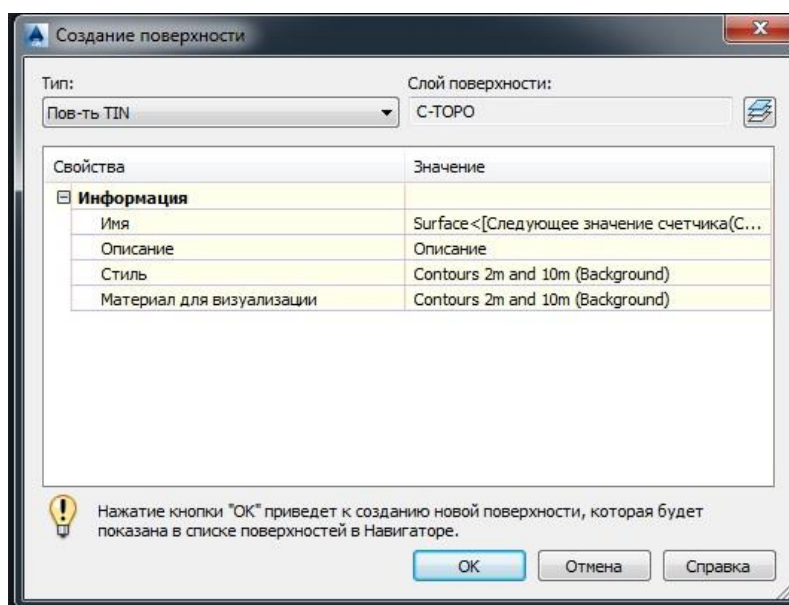 Создание поверхности
Тип:
Слой поверхности:
Пов-ть TIN
C-TOPO
Свойства
Значение
Информация
Имя
Surface<[Следующее значение счетчика(С...
Описание
Описание
Стиль
Contours 2m and 10m (Background)
Материал для визуализации
Contours 2m and 10m (Background)
Нажатие кнопки "ОК" приведет к созданию новой поверхности, которая будет
показана в списке поверхностей в Навигаторе.
ОК
Отмена
Справка